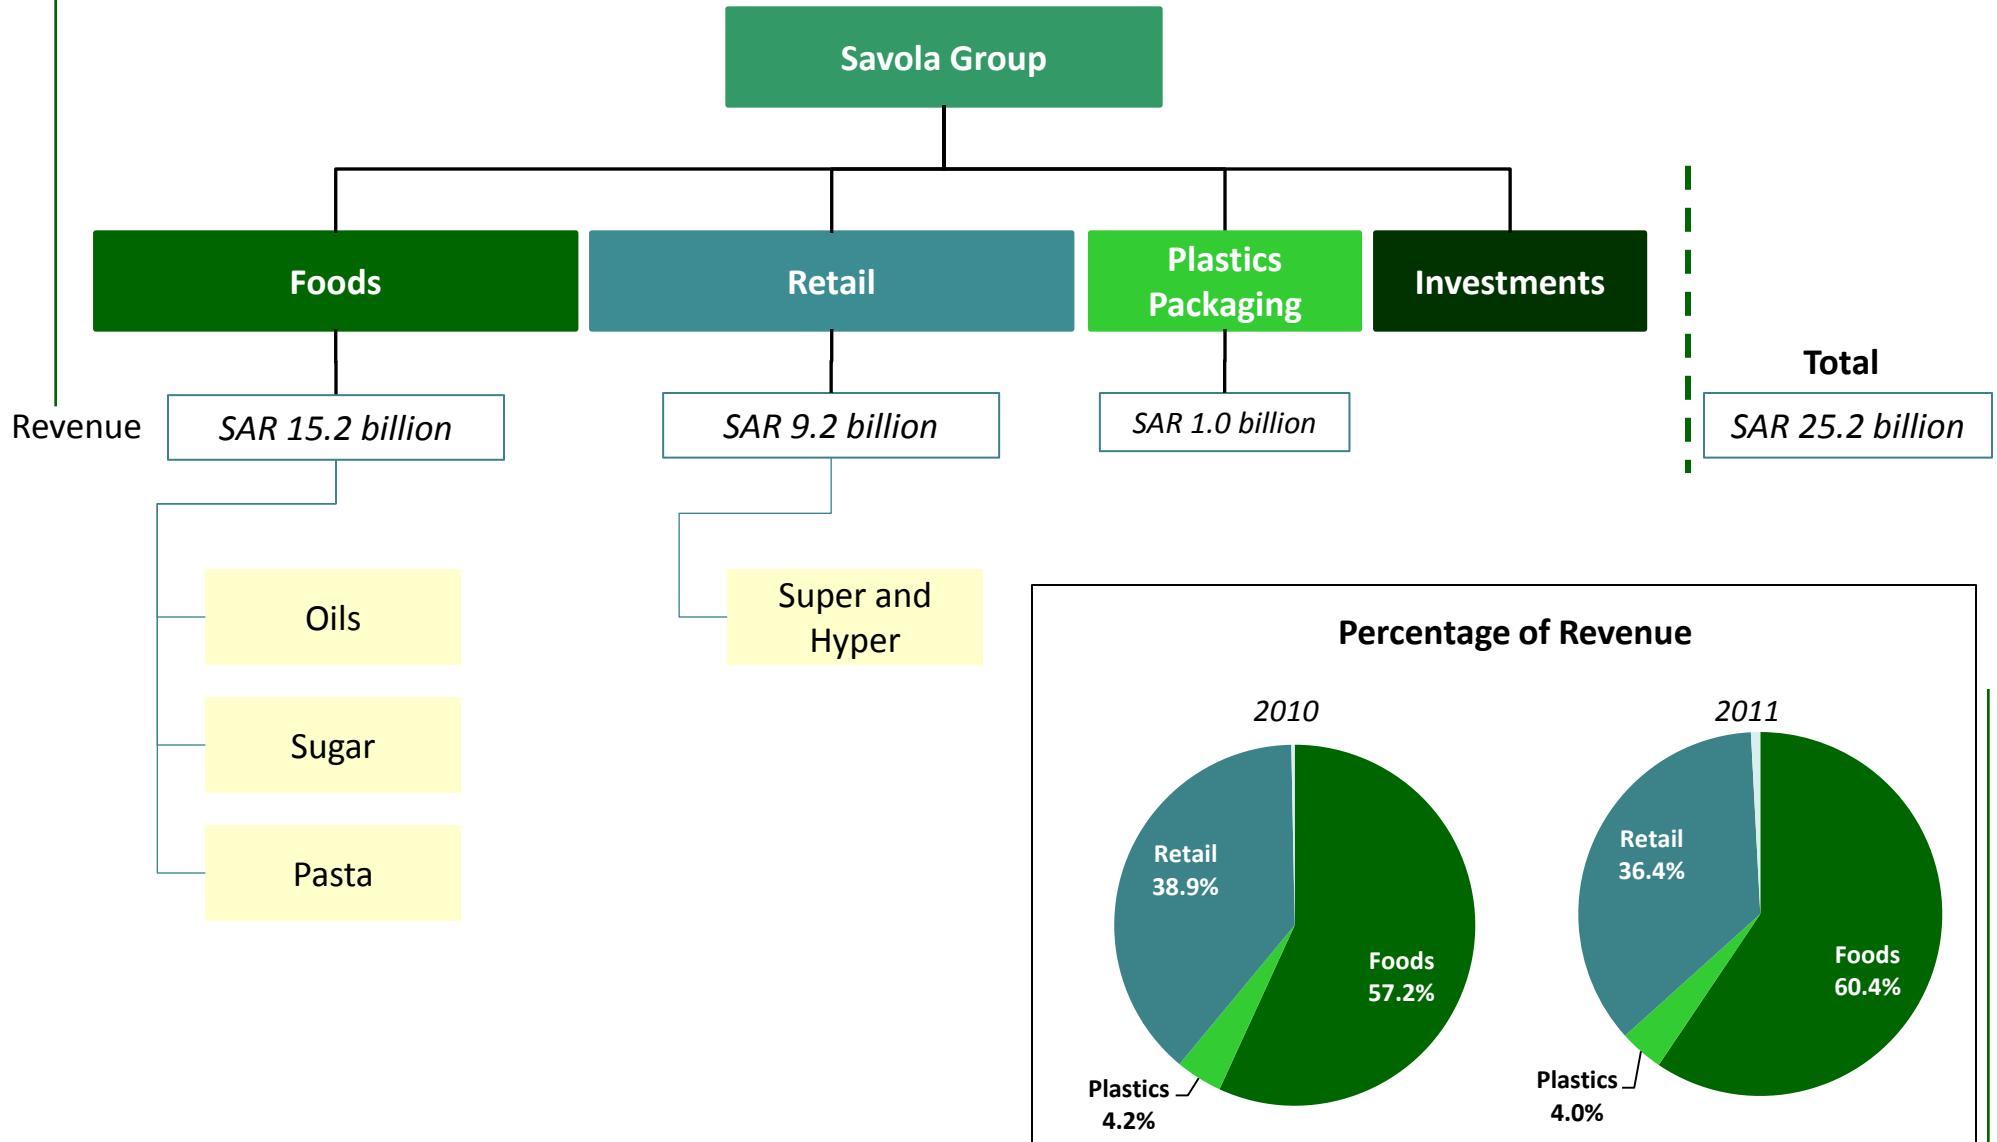 Savola Group
Foods
Retail
Plastics
Packaging
Investments
Total
Revenue
SAR 15.2 billion
SAR 9.2 billion
SAR 1.0 billion
SAR 25.2 billion
Oils
Sugar
Pasta
Super and
Hyper
Percentage of Revenue
2010
Retail
38.9%
Foods
57.2%
Plastics
4.2%
2011
Retail
36.4%
Foods
60.4%
Plastics
4.0%